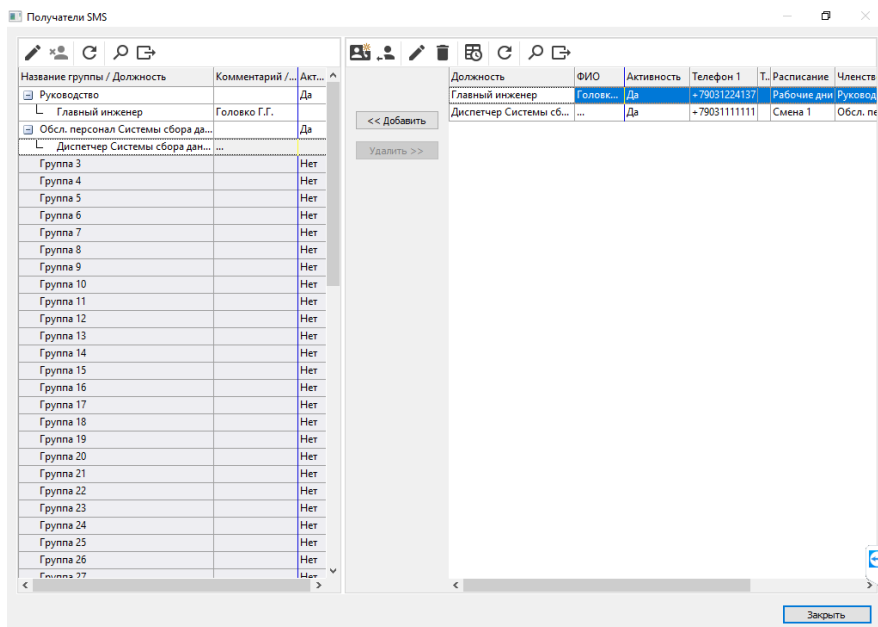 Получатели SMS
Название группы / Должность Комментарий /... Акт...
Руководство Да
Главный инженер Головко Г.Г.
Обсл. персонал Системы сбора да... Да
Диспетчер Системы сбора дан... ...
Группа 3 Нет
Группа 4 Нет
Группа 5 Нет
Группа 6 Нет
Группа 7 Нет
Группа 8 Нет
Группа 9 Нет
Группа 10 Нет
Группа 11 Нет
Группа 12 Нет
Группа 13 Нет
Группа 14 Нет
Группа 15 Нет
Группа 16 Нет
Группа 17 Нет
Группа 18 Нет
Группа 19 Нет
Группа 20 Нет
Группа 21 Нет
Группа 22 Нет
Группа 23 Нет
Группа 24 Нет
Группа 25 Нет
Группа 26 Нет
Группа 27 Нет
<< Добавить
Удалить >>
Должность ФИО Активность Телефон 1 Т.. Расписание Членств
Главный инженер Головк... Да +79031224137 Рабочие дни Руковод
Диспетчер Системы сб... ... Да +79031111111 Смена 1 Обсл. пе
Закрыть